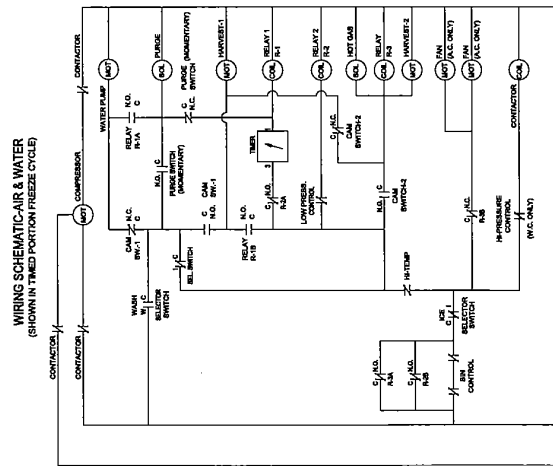 WIRING SCHEMATIC-AIR & WATER
(SHOWN IN TIMED PORTION FREEZE CYCLE)
CONTACTOR
COMPRESSOR
MOT
CONTACTOR
CONTACTOR
WATER PUMP
MOT
CAM
SW.-1
N.C.
C
N.O.
C
RELAY
R-1A
PURGE
SOL
WASH
W
C
SELECTOR
SWITCH
N.O.
C
PURGE SWITCH
(MOMENTARY)
PURGE
(MOMENTARY)
SWITCH
C
N.C.
HARVEST-1
MOT
I
C
SEL. SWITCH
CAM
SW.-1
C
N.O.
RELAY 1
R-1
COIL
RELAY
R-1B
N.O.
C
C
N.C.
R-2A
TIMER
3
1
RELAY 2
R-2
COIL
LOW PRESS.
CONTROL
HOT GAS
SOL
C
N.C.
CAM
SWITCH-2
RELAY
R-3
COIL
N.O.
C
CAM
SWITCH-2
HARVEST-2
MOT
HI-TEMP
FAN
(A.C. ONLY)
MOT
FAN
(A.C. ONLY)
MOT
C
N.C.
R-3B
ICE
C
I
SELECTOR
SWITCH
C
N.O.
R-3A
C
N.O.
R-2B
BIN
CONTROL
CONTACTOR
COIL
HI-PRESSURE
CONTROL
(W.C. ONLY)